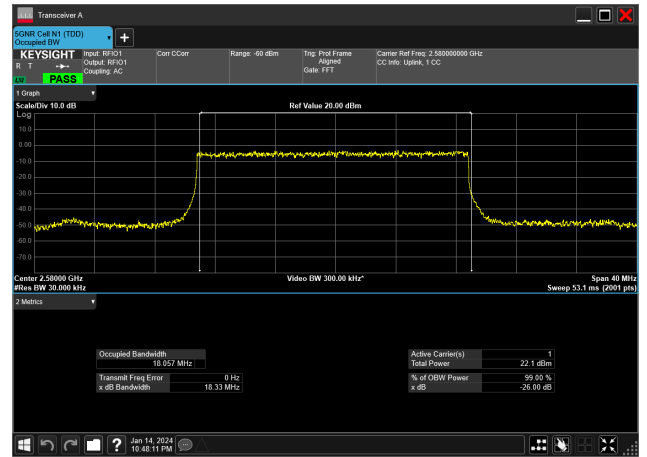 Transceiver A
5GNR Cell N1 (TDD)
Occupied BW
KEYSIGHT
R T
LXI
PASS
Input: RFIO1
Output: RFIO1
Coupling: AC
Corr CCorr
Range: -60 dBm
Trig: Prot Frame
Aligned
Gate: FFT
Carrier Ref Freq: 2.580000000 GHz
CC Info: Uplink, 1 CC
1 Graph
Scale/Div 10.0 dB
Ref Value 20.00 dBm
Log
10.0
0.00
-10.0
-20.0
-30.0
-40.0
-50.0
-60.0
-70.0
Center 2.58000 GHz
Video BW 300.00 kHz*
Span 40 MHz
#Res BW 30.000 kHz
Sweep 53.1 ms (2001 pts)
2 Metrics
Occupied Bandwidth
18.057 MHz
Active Carrier(s) 1
Total Power 22.1 dBm
Transmit Freq Error 0 Hz
x dB Bandwidth 18.33 MHz
% of OBW Power 99.00 %
x dB -26.00 dB
Jan 14, 2024
10:48:11 PM